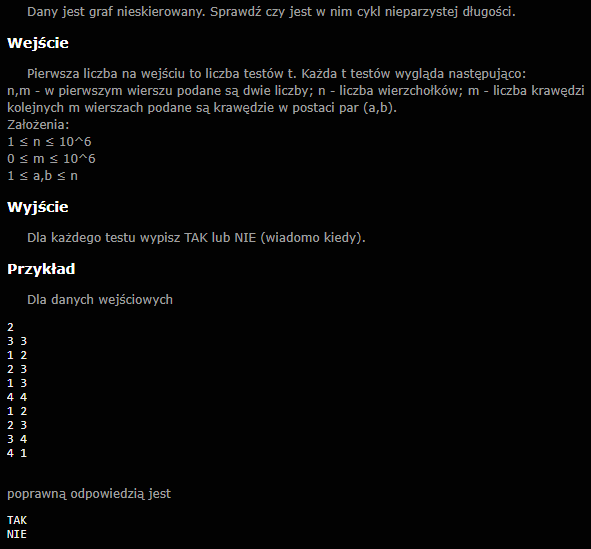 Dany jest graf nieskierowany. Sprawdź czy jest w nim cykl nieparzystej długości.
Wejście
Pierwsza liczba na wejściu to liczba testów t. Każda t testów wygląda następująco:
n,m - w pierwszym wierszu podane są dwie liczby; n - liczba wierzchołków; m - liczba krawędzi
kolejnych m wierszach podane są krawędzie w postaci par (a,b).
Założenia:
1 ≤ n ≤ 10^6
0 ≤ m ≤ 10^6
1 ≤ a,b ≤ n
Wyjście
Dla każdego testu wypisz TAK lub NIE (wiadomo kiedy).
Przykład
Dla danych wejściowych
2
3 3
1 2
2 3
1 3
4 4
1 2
2 3
3 4
4 1
poprawną odpowiedzią jest
TAK
NIE